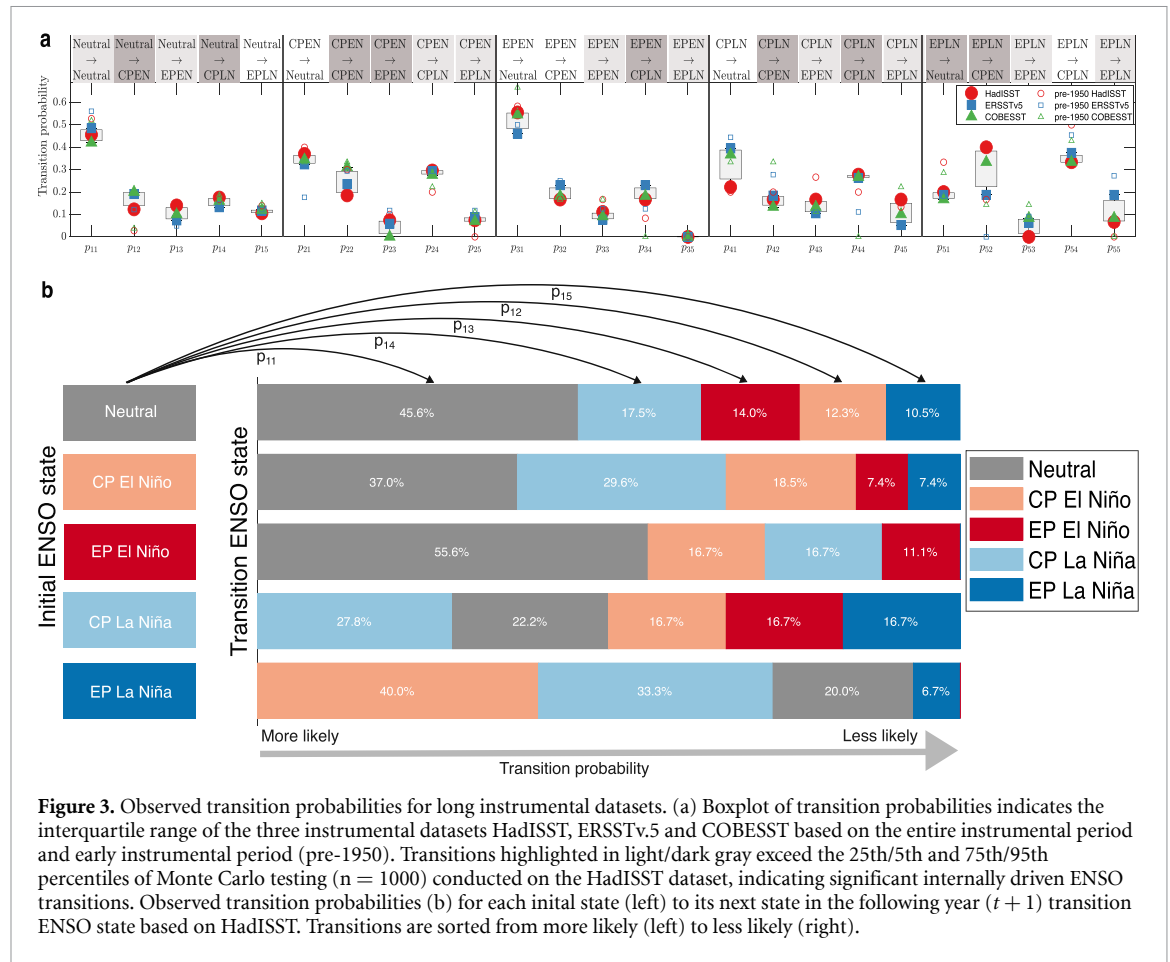 a
Neutral Neutral Neutral Neutral Neutral CPEN CPEN CPEN CPEN CPEN EPEN EPEN EPEN EPEN EPEN CPLN CPLN CPLN CPLN CPLN EPLN EPLN EPLN EPLN EPLN
→ → → → → → → → → → → → → → → → → → → → → → → → →
Neutral CPEN EPEN CPLN EPLN Neutral CPEN EPEN CPLN EPLN Neutral CPEN EPEN CPLN EPLN Neutral CPEN EPEN CPLN EPLN Neutral CPEN EPEN CPLN EPLN
Transition probability
0.6
0.5
0.4
0.3
0.2
0.1
0
HadISST pre-1950 HadISST
ERSSTv5 pre-1950 ERSSTv5
COBESST pre-1950 COBESST
p11 p12 p13 p14 p15 p21 p22 p23 p24 p25 p31 p32 p33 p34 p35 p41 p42 p43 p44 p45 p51 p52 p53 p54 p55
b
p15
p12
p13
p14
p11
Initial ENSO state
Transition ENSO state
Neutral 45.6% 17.5% 14.0% 12.3% 10.5%
CP El Niño 37.0% 29.6% 18.5% 7.4% 7.4%
EP El Niño 55.6% 16.7% 16.7% 11.1%
CP La Niña 27.8% 22.2% 16.7% 16.7% 16.7%
EP La Niña 40.0% 33.3% 20.0% 6.7%
Neutral
CP El Niño
EP El Niño
CP La Niña
EP La Niña
More likely Less likely
Transition probability
Figure 3. Observed transition probabilities for long instrumental datasets. (a) Boxplot of transition probabilities indicates the
interquartile range of the three instrumental datasets HadISST, ERSSTv.5 and COBESST based on the entire instrumental period
and early instrumental period (pre-1950). Transitions highlighted in light/dark gray exceed the 25th/5th and 75th/95th
percentiles of Monte Carlo testing (n = 1000) conducted on the HadISST dataset, indicating significant internally driven ENSO
transitions. Observed transition probabilities (b) for each inital state (left) to its next state in the following year (t + 1) transition
ENSO state based on HadISST. Transitions are sorted from more likely (left) to less likely (right).